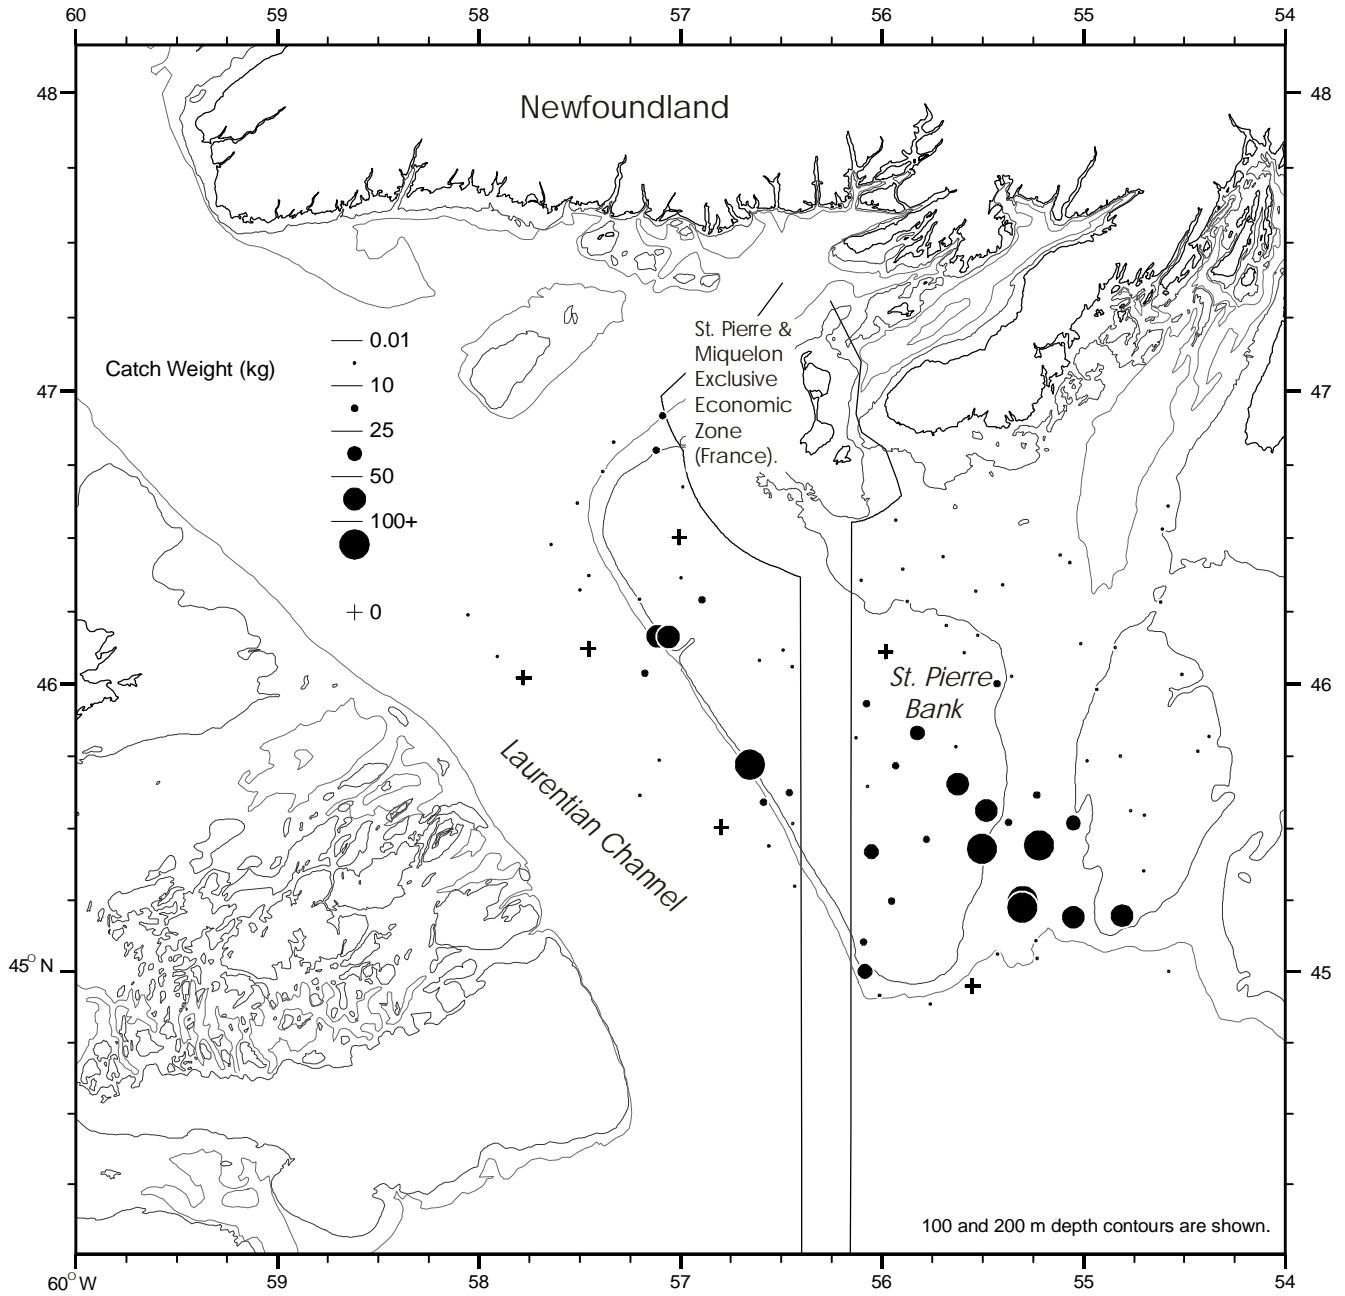 60 59 58 57 56 55 54
48 48
Newfoundland
St. Pierre &
Miquelon
Exclusive
Economic
Zone
(France).
Catch Weight (kg)
0.01
10
25
50
100+
0
47 47
46 46
St. Pierre
Bank
Laurentian Channel
45° N 45
100 and 200 m depth contours are shown.
60° W 59 58 57 56 55 54